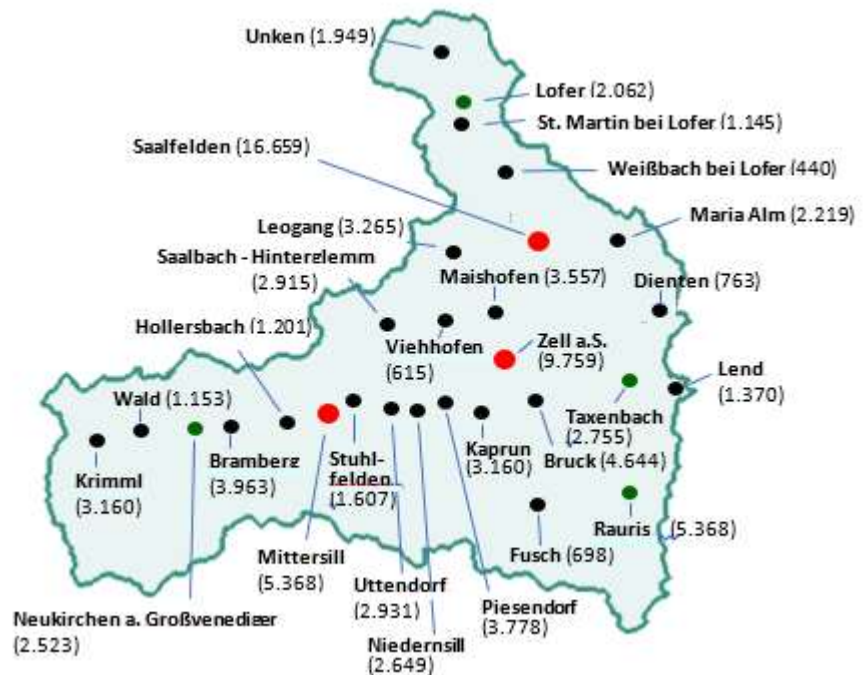 Unken (1.949)
Lofer (2.062)
St. Martin bei Lofer (1.145)
Saalfelden (16.659)
Weißbach bei Lofer (440)
Maria Alm (2.219)
Leogang (3.265)
Saalbach - Hinterglemm
(2.915)
Maishofen (3.557)
Dienten (763)
Hollersbach (1.201)
Viehhofen
(615)
Zell a.S.
(9.759)
Lend
(1.370)
Wald (1.153)
Taxenbach
(2.755)
Krimml
(3.160)
Bramberg
(3.963)
Stuhl-
felden
(1.607)
Kaprun
(3.160)
Bruck (4.644)
Rauris (5.368)
Fusch (698)
Mittersill
(5.368)
Uttendorf
(2.931)
Piesendorf
(3.778)
Neukirchen a. Großvenediger
(2.523)
Niedernsill
(2.649)